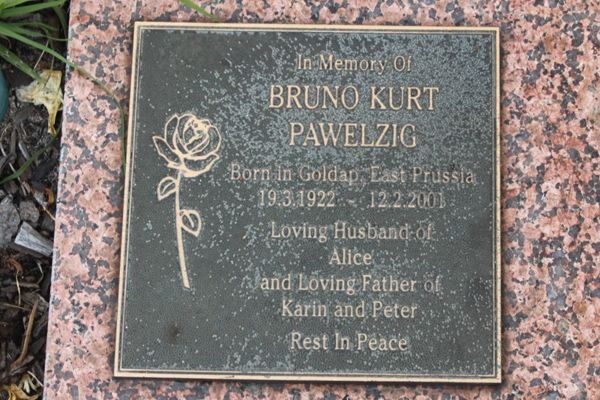 In Memory Of
BRUNO KURT
PAWELZIG
Born in Goldap, East Prussia
19.3.1922 - 12.2.2001
Loving Husband of
Alice
and Loving Father of
Karin and Peter
Rest In Peace